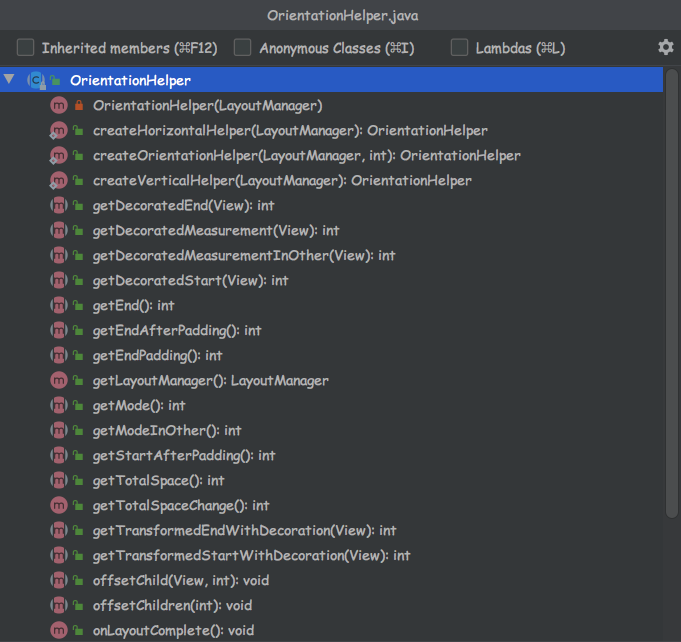 OrientationHelper.java
Inherited members (⌘F12) Anonymous Classes (⌘I) Lambdas (⌘L)
OrientationHelper
OrientationHelper(LayoutManager)
createHorizontalHelper(LayoutManager): OrientationHelper
createOrientationHelper(LayoutManager, int): OrientationHelper
createVerticalHelper(LayoutManager): OrientationHelper
getDecoratedEnd(View): int
getDecoratedMeasurement(View): int
getDecoratedMeasurementInOther(View): int
getDecoratedStart(View): int
getEnd(): int
getEndAfterPadding(): int
getEndPadding(): int
getLayoutManager(): LayoutManager
getMode(): int
getModeInOther(): int
getStartAfterPadding(): int
getTotalSpace(): int
getTotalSpaceChange(): int
getTransformedEndWithDecoration(View): int
getTransformedStartWithDecoration(View): int
offsetChild(View, int): void
offsetChildren(int): void
onLayoutComplete(): void